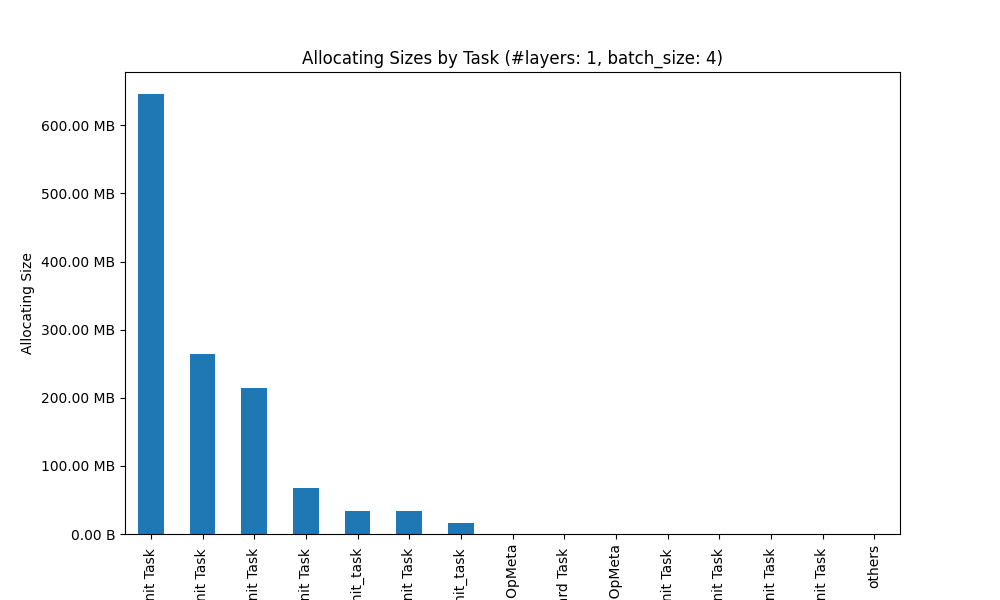 Allocating Sizes by Task (#layers: 1, batch_size: 4)
Allocating Size
600.00 MB
500.00 MB
400.00 MB
300.00 MB
200.00 MB
100.00 MB
0.00 B
nit Task
nit Task
nit Task
nit Task
nit_task
nit Task
nit_task
OpMeta
rd Task
OpMeta
nit Task
nit Task
nit Task
nit Task
others